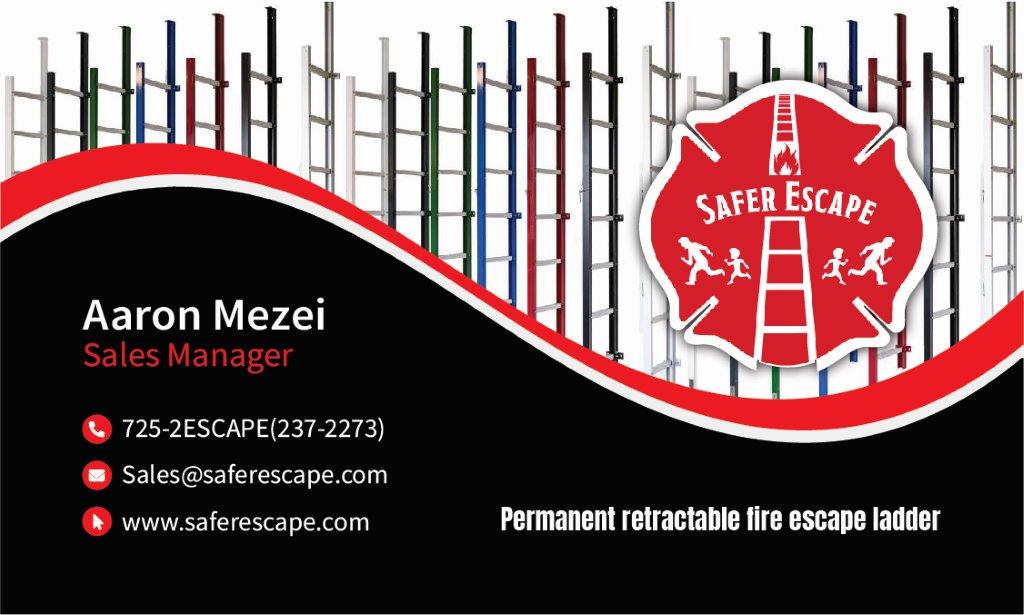 SAFER ESCAPE
Aaron Mezei
Sales Manager
725-2ESCAPE(237-2273)
Sales@saferescape.com
www.saferescape.com
Permanent retractable fire escape ladder